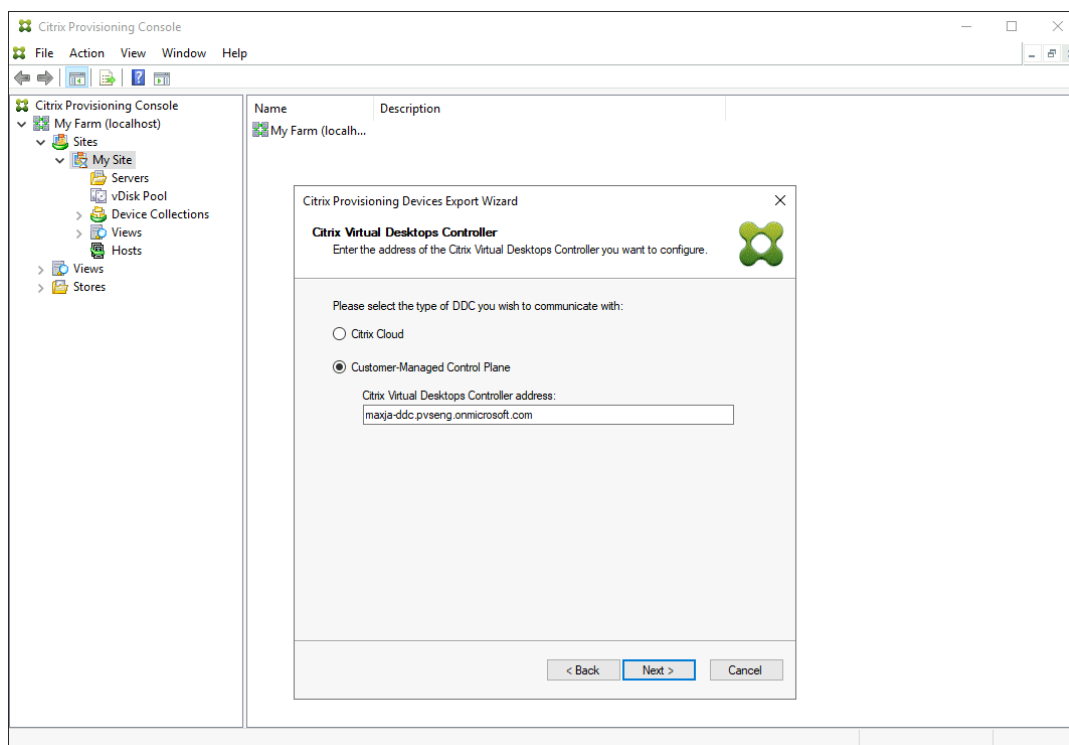 Citrix Provisioning Console
File Action View Window Help
Citrix Provisioning Console
My Farm (localhost)
Sites
My Site
Servers
vDisk Pool
Device Collections
Views
Hosts
Views
Stores
Name Description
My Farm (localh...
Citrix Provisioning Devices Export Wizard
Citrix Virtual Desktops Controller
Enter the address of the Citrix Virtual Desktops Controller you want to configure.
Please select the type of DDC you wish to communicate with:
Citrix Cloud
Customer-Managed Control Plane
Citrix Virtual Desktops Controller address:
maxja-ddc.pvseng.onmicrosoft.com
< Back Next > Cancel